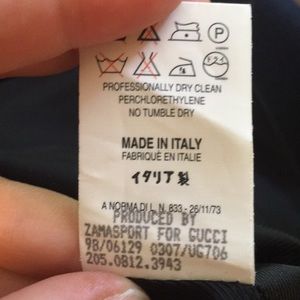 P
PROFESSIONALLY DRY CLEAN
PERCHLORETHYLENE
NO TUMBLE DRY
MADE IN ITALY
FABRIQUÉ EN ITALIE
イタリア製
A NORMA DI L. N. 833 - 26/11/73
PRODUCED BY
ZAMASPORT FOR GUCCI
9B/06129 0307/UG706
205.0812.3943